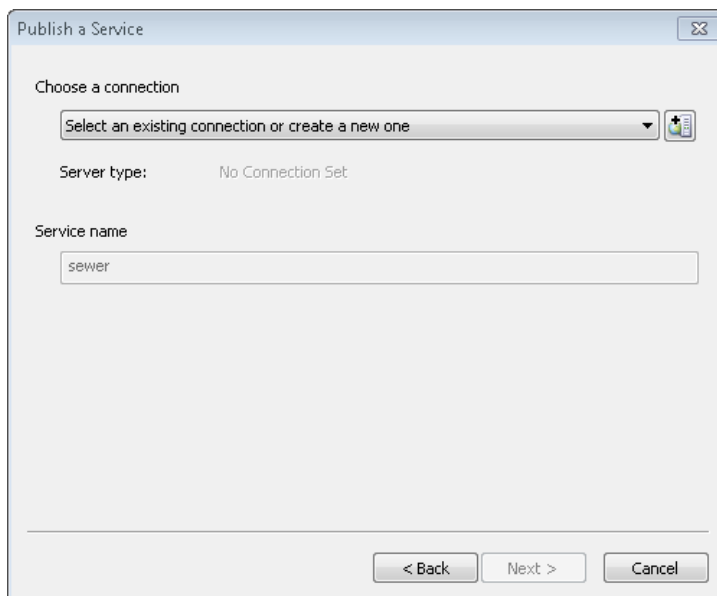 Publish a Service
Choose a connection
Select an existing connection or create a new one
Server type: No Connection Set
Service name
sewer
< Back Next > Cancel